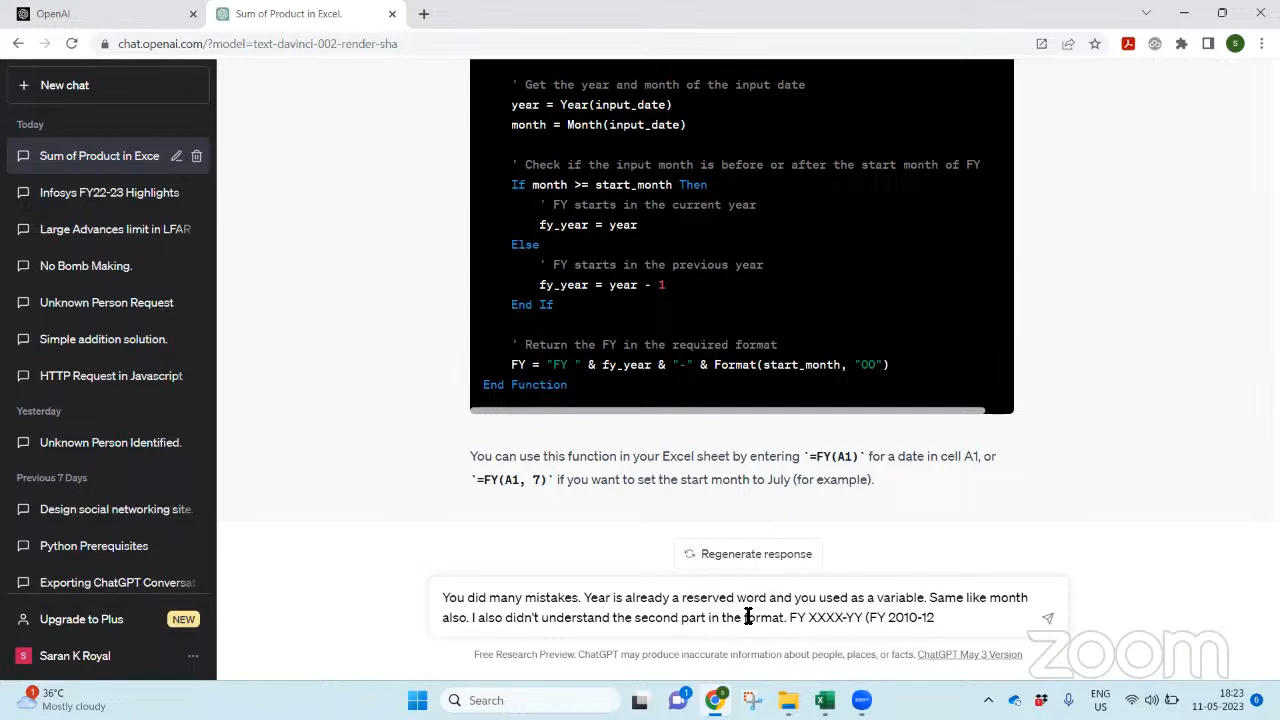 OpenAI
Sum of Product in Excel.
chat.openai.com/?model=text-davinci-002-render-sha
New chat
Today
Sum of Product in Exce
Infosys FY22-23 Highlights
Large Advances limit in LFAR
No Bomb Making.
Unknown Person Request
Simple addition solution.
HTTP Request in Javascript
Yesterday
Unknown Person Identified.
Previous 7 Days
Design social networking site.
Python Prerequisites
Exporting ChatGPT Conversat
Upgrade to Plus NEW
Saran K Royal
' Get the year and month of the input date
year = Year(input_date)
month = Month(input_date)
' Check if the input month is before or after the start month of FY
If month >= start_month Then
' FY starts in the current year
fy_year = year
Else
' FY starts in the previous year
fy_year = year - 1
End If
' Return the FY in the required format
FY = "FY " & fy_year & "-" & Format(start_month, "00")
End Function
You can use this function in your Excel sheet by entering `=FY(A1)` for a date in cell A1, or
`=FY(A1, 7)` if you want to set the start month to July (for example).
Regenerate response
You did many mistakes. Year is already a reserved word and you used as a variable. Same like month
also. I also didn't understand the second part in the format. FY XXXX-YY (FY 2010-12
Free Research Preview. ChatGPT may produce inaccurate information about people, places, or facts. ChatGPT May 3 Version
zoom
36°C
Mostly cloudy
Search
ENG
US
18:23
11-05-2023